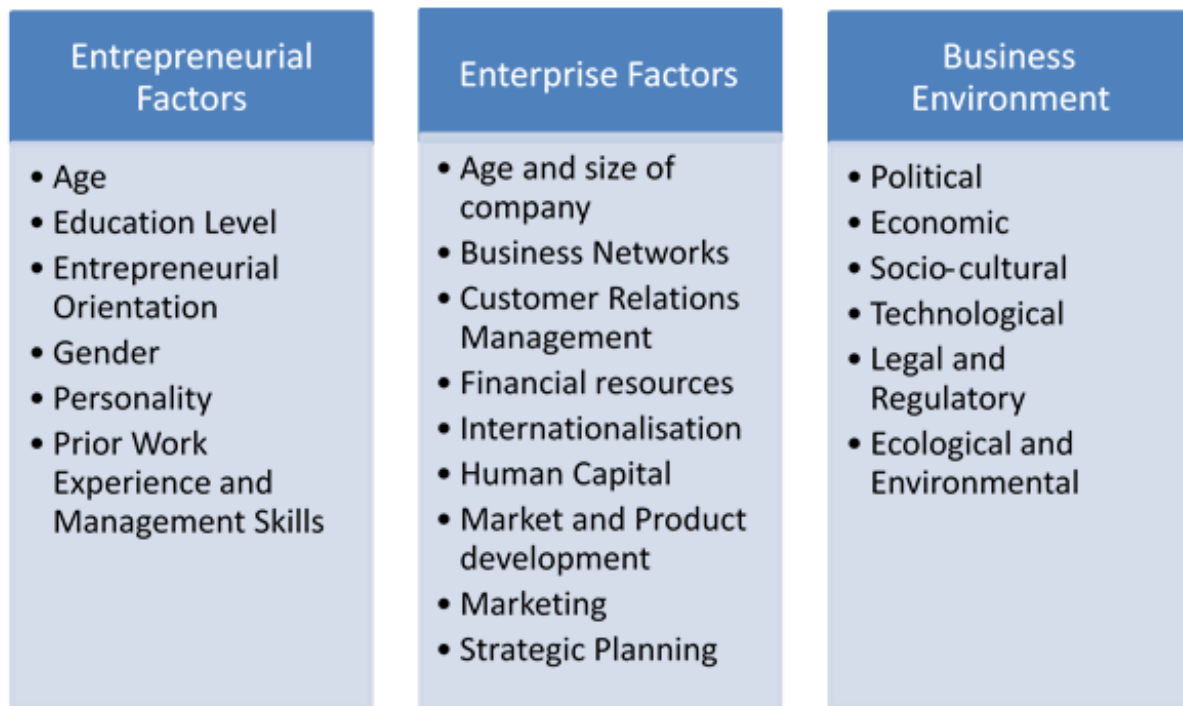 Entrepreneurial
Factors
• Age
• Education Level
• Entrepreneurial
Orientation
• Gender
• Personality
• Prior Work
Experience and
Management Skills
Enterprise Factors
• Age and size of
company
• Business Networks
• Customer Relations
Management
• Financial resources
• Internationalisation
• Human Capital
• Market and Product
development
• Marketing
• Strategic Planning
Business
Environment
• Political
• Economic
• Socio-cultural
• Technological
• Legal and
Regulatory
• Ecological and
Environmental